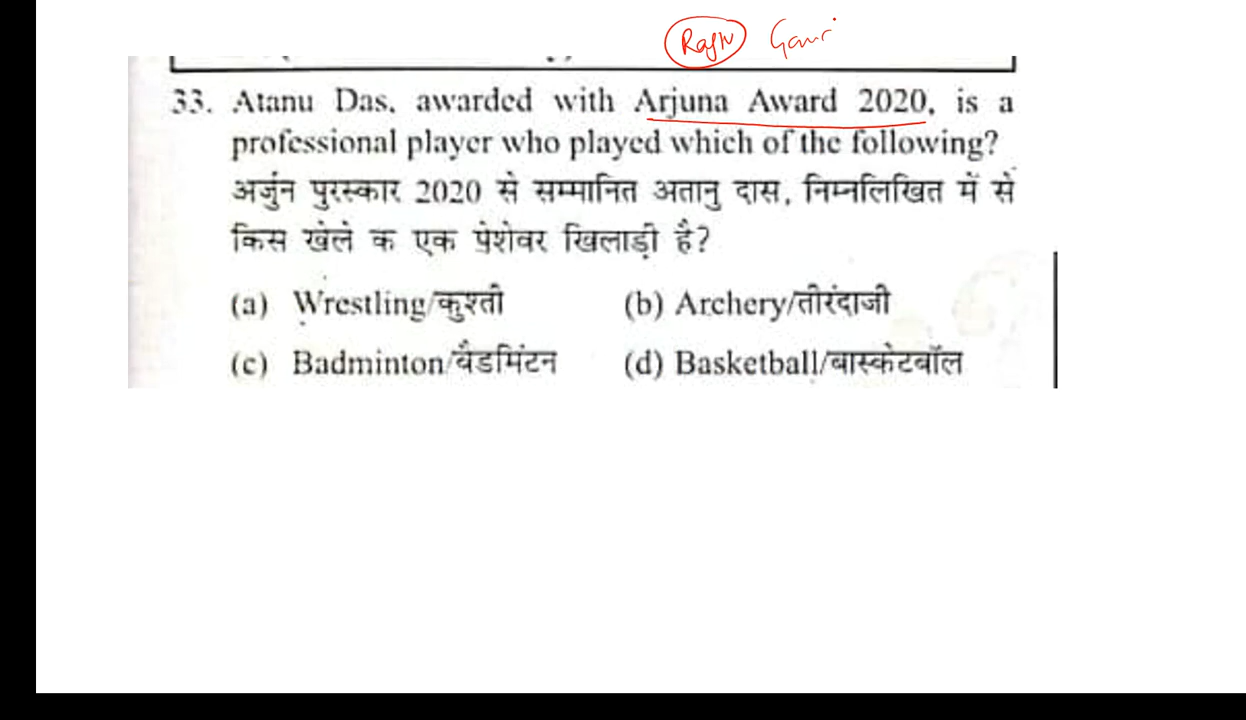 Rajiv Gam
33. Atanu Das, awarded with Arjuna Award 2020, is a
professional player who played which of the following?
अर्जुन पुरस्कार 2020 से सम्मानित अतानु दास, निम्नलिखित में से
किस खेले क एक पेशेवर खिलाड़ी है?
(a) Wrestling/कुश्ती (b) Archery/तीरंदाजी
(c) Badminton/बैडमिंटन (d) Basketball/बास्केटबॉल